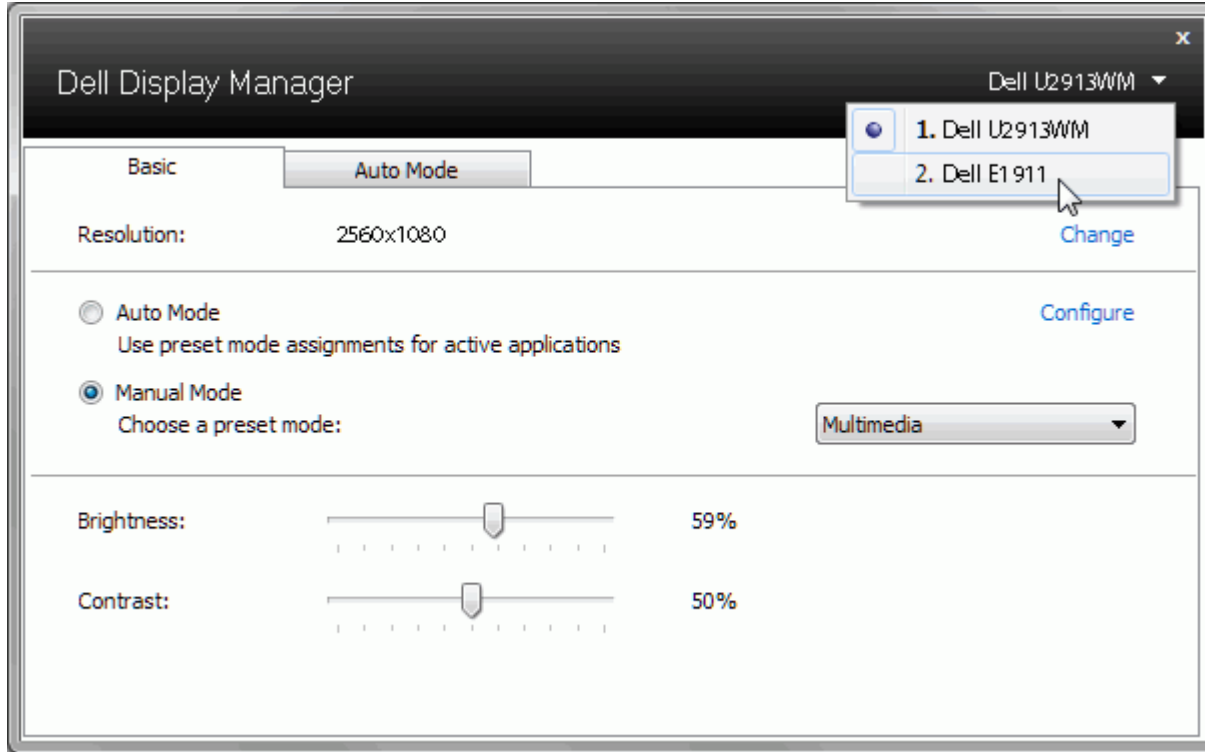 x
Dell Display Manager
Dell U2913WM
1. Dell U2913WM
2. Dell E1911
Basic
Auto Mode
Resolution:
2560x1080
Change
Auto Mode
Configure
Use preset mode assignments for active applications
Manual Mode
Choose a preset mode:
Multimedia
Brightness:
59%
Contrast:
50%